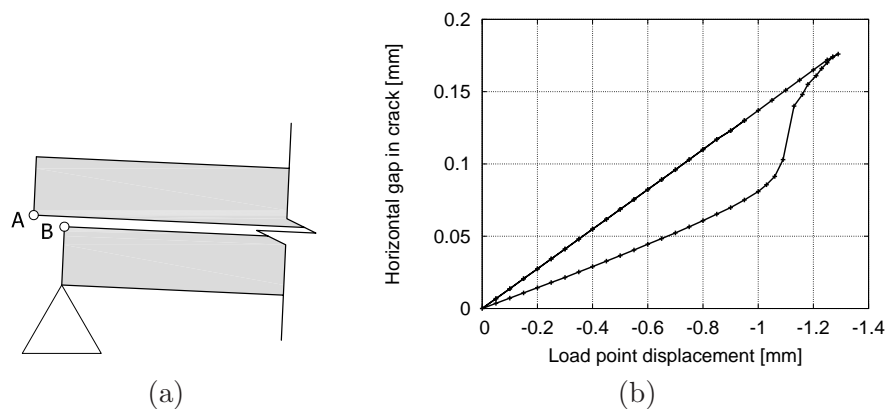 A
B
(a)
Horizontal gap in crack [mm]
0.2
0.15
0.1
0.05
0
0 -0.2 -0.4 -0.6 -0.8 -1 -1.2 -1.4
Load point displacement [mm]
(b)